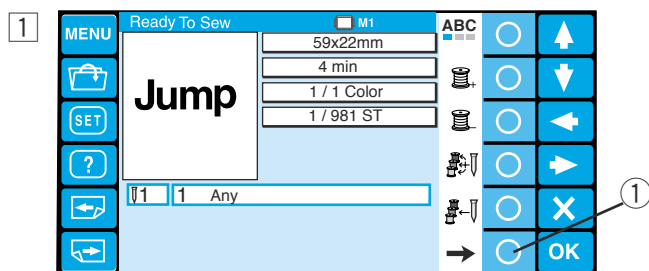 1
MENU
Ready To Sew
M1
ABC
59x22mm
Jump
4 min
1 / 1 Color
SET
1 / 981 ST
?
1
1 Any
1
X
OK